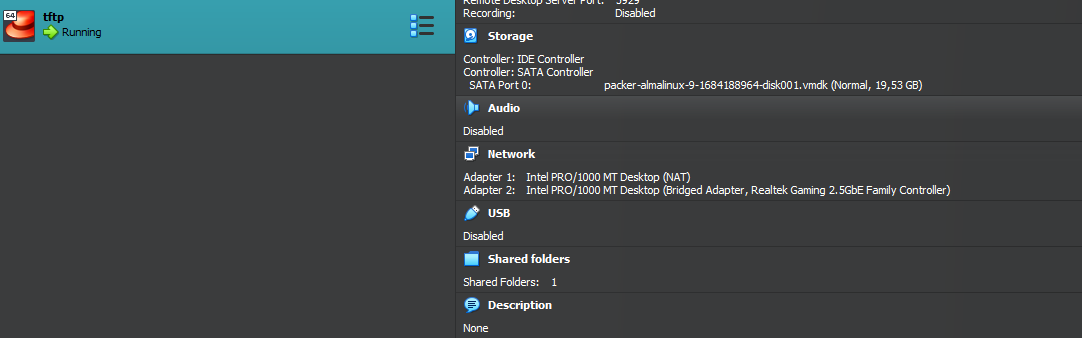 64
tftp
Running
Remote Desktop Server Port: 5929
Recording: Disabled
Storage
Controller: IDE Controller
Controller: SATA Controller
SATA Port 0: packer-almalinux-9-1684188964-disk001.vmdk (Normal, 19,53 GB)
Audio
Disabled
Network
Adapter 1: Intel PRO/1000 MT Desktop (NAT)
Adapter 2: Intel PRO/1000 MT Desktop (Bridged Adapter, Realtek Gaming 2.5GbE Family Controller)
USB
Disabled
Shared folders
Shared Folders: 1
Description
None